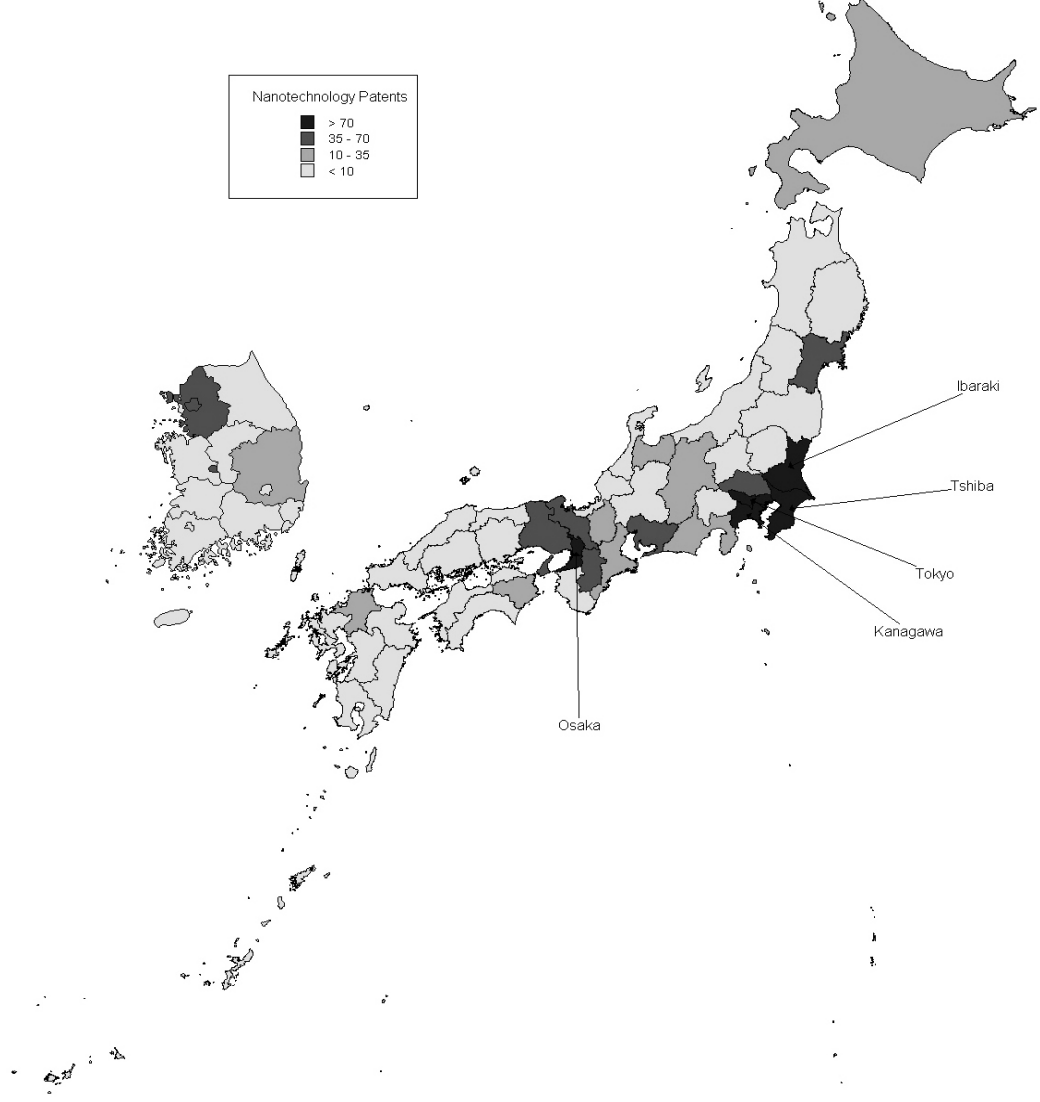 Nanotechnology Patents
> 70
35 - 70
10 - 35
< 10
Ibaraki
Tshiba
Tokyo
Kanagawa
Osaka